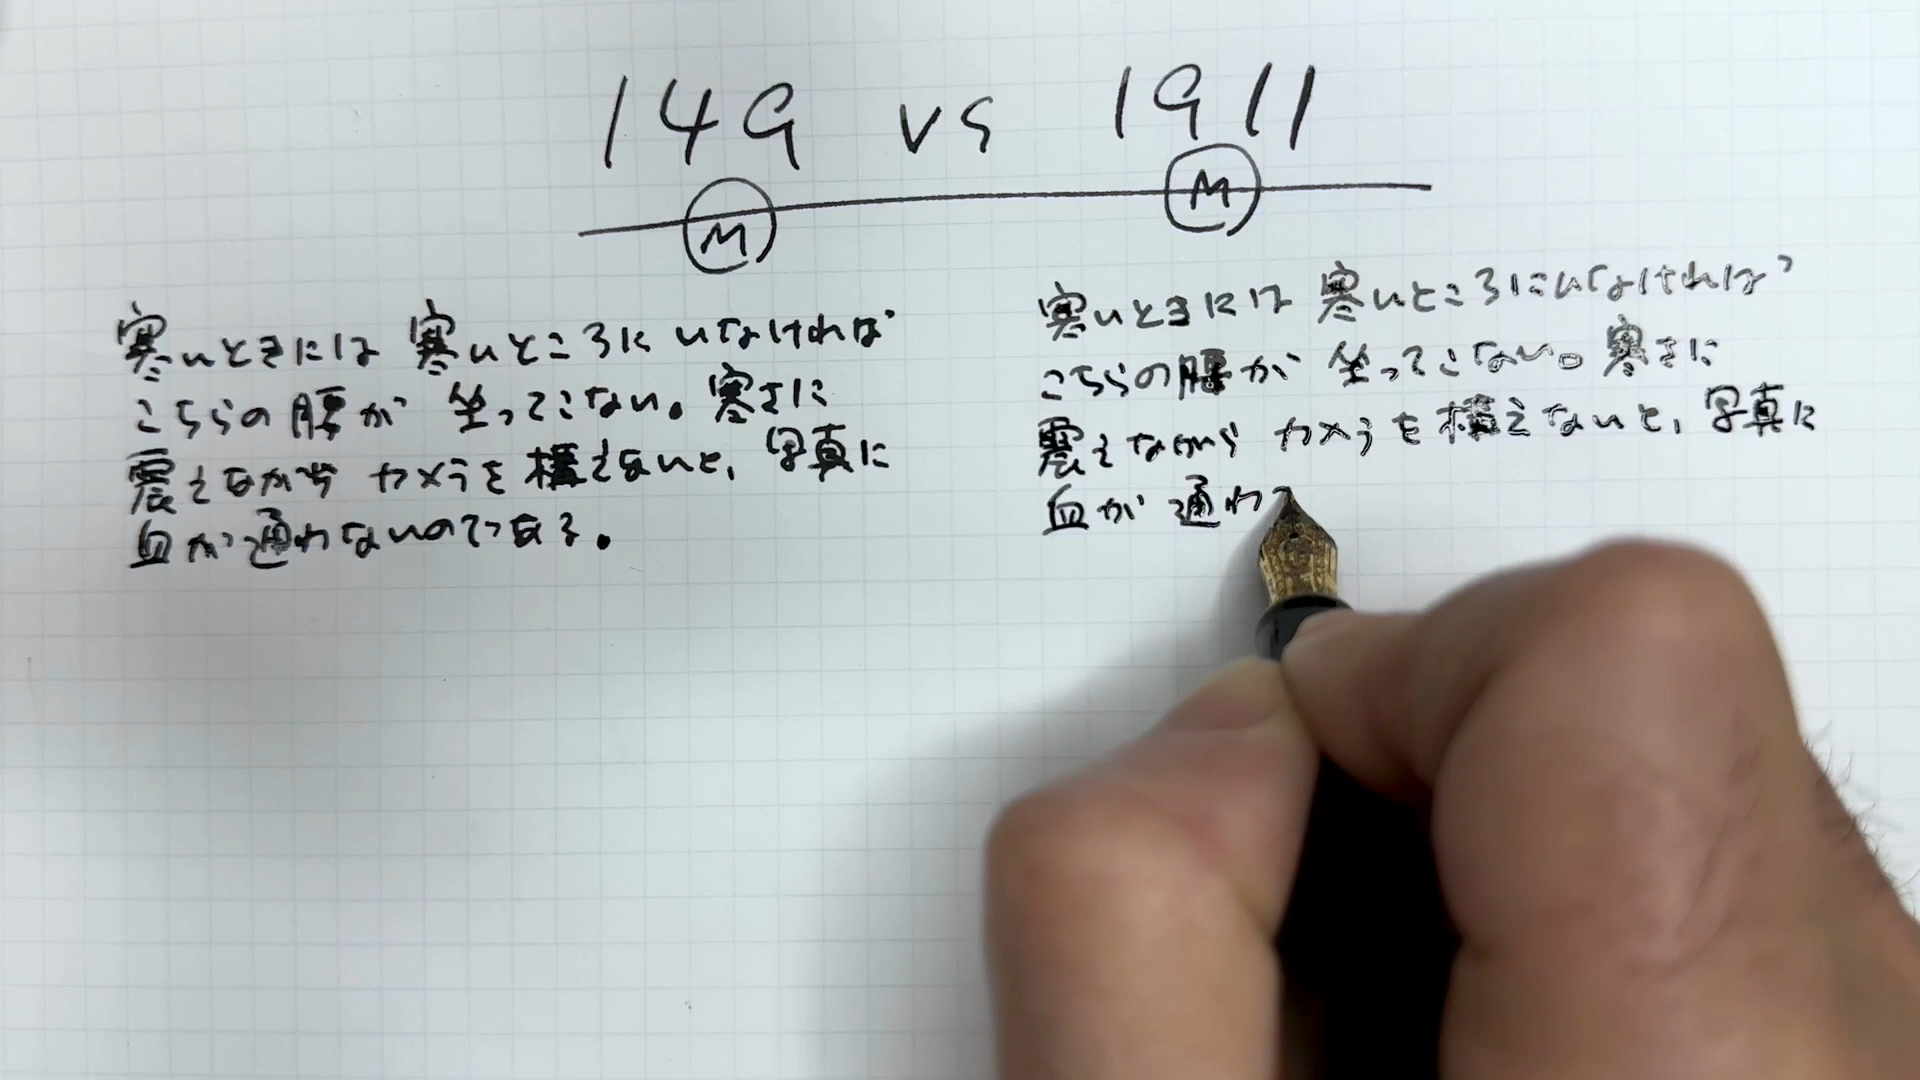 149 vs 1911
M
M
寒いときには寒いところにいなければ
こちらの腰が坐ってこない。寒さに
震えながらカメラを構えないと、写真に
血が通わないのである。
寒いときには寒いところにいなければ
こちらの腰が坐ってこない。寒さに
震えながらカメラを構えないと、写真に
血が通わ